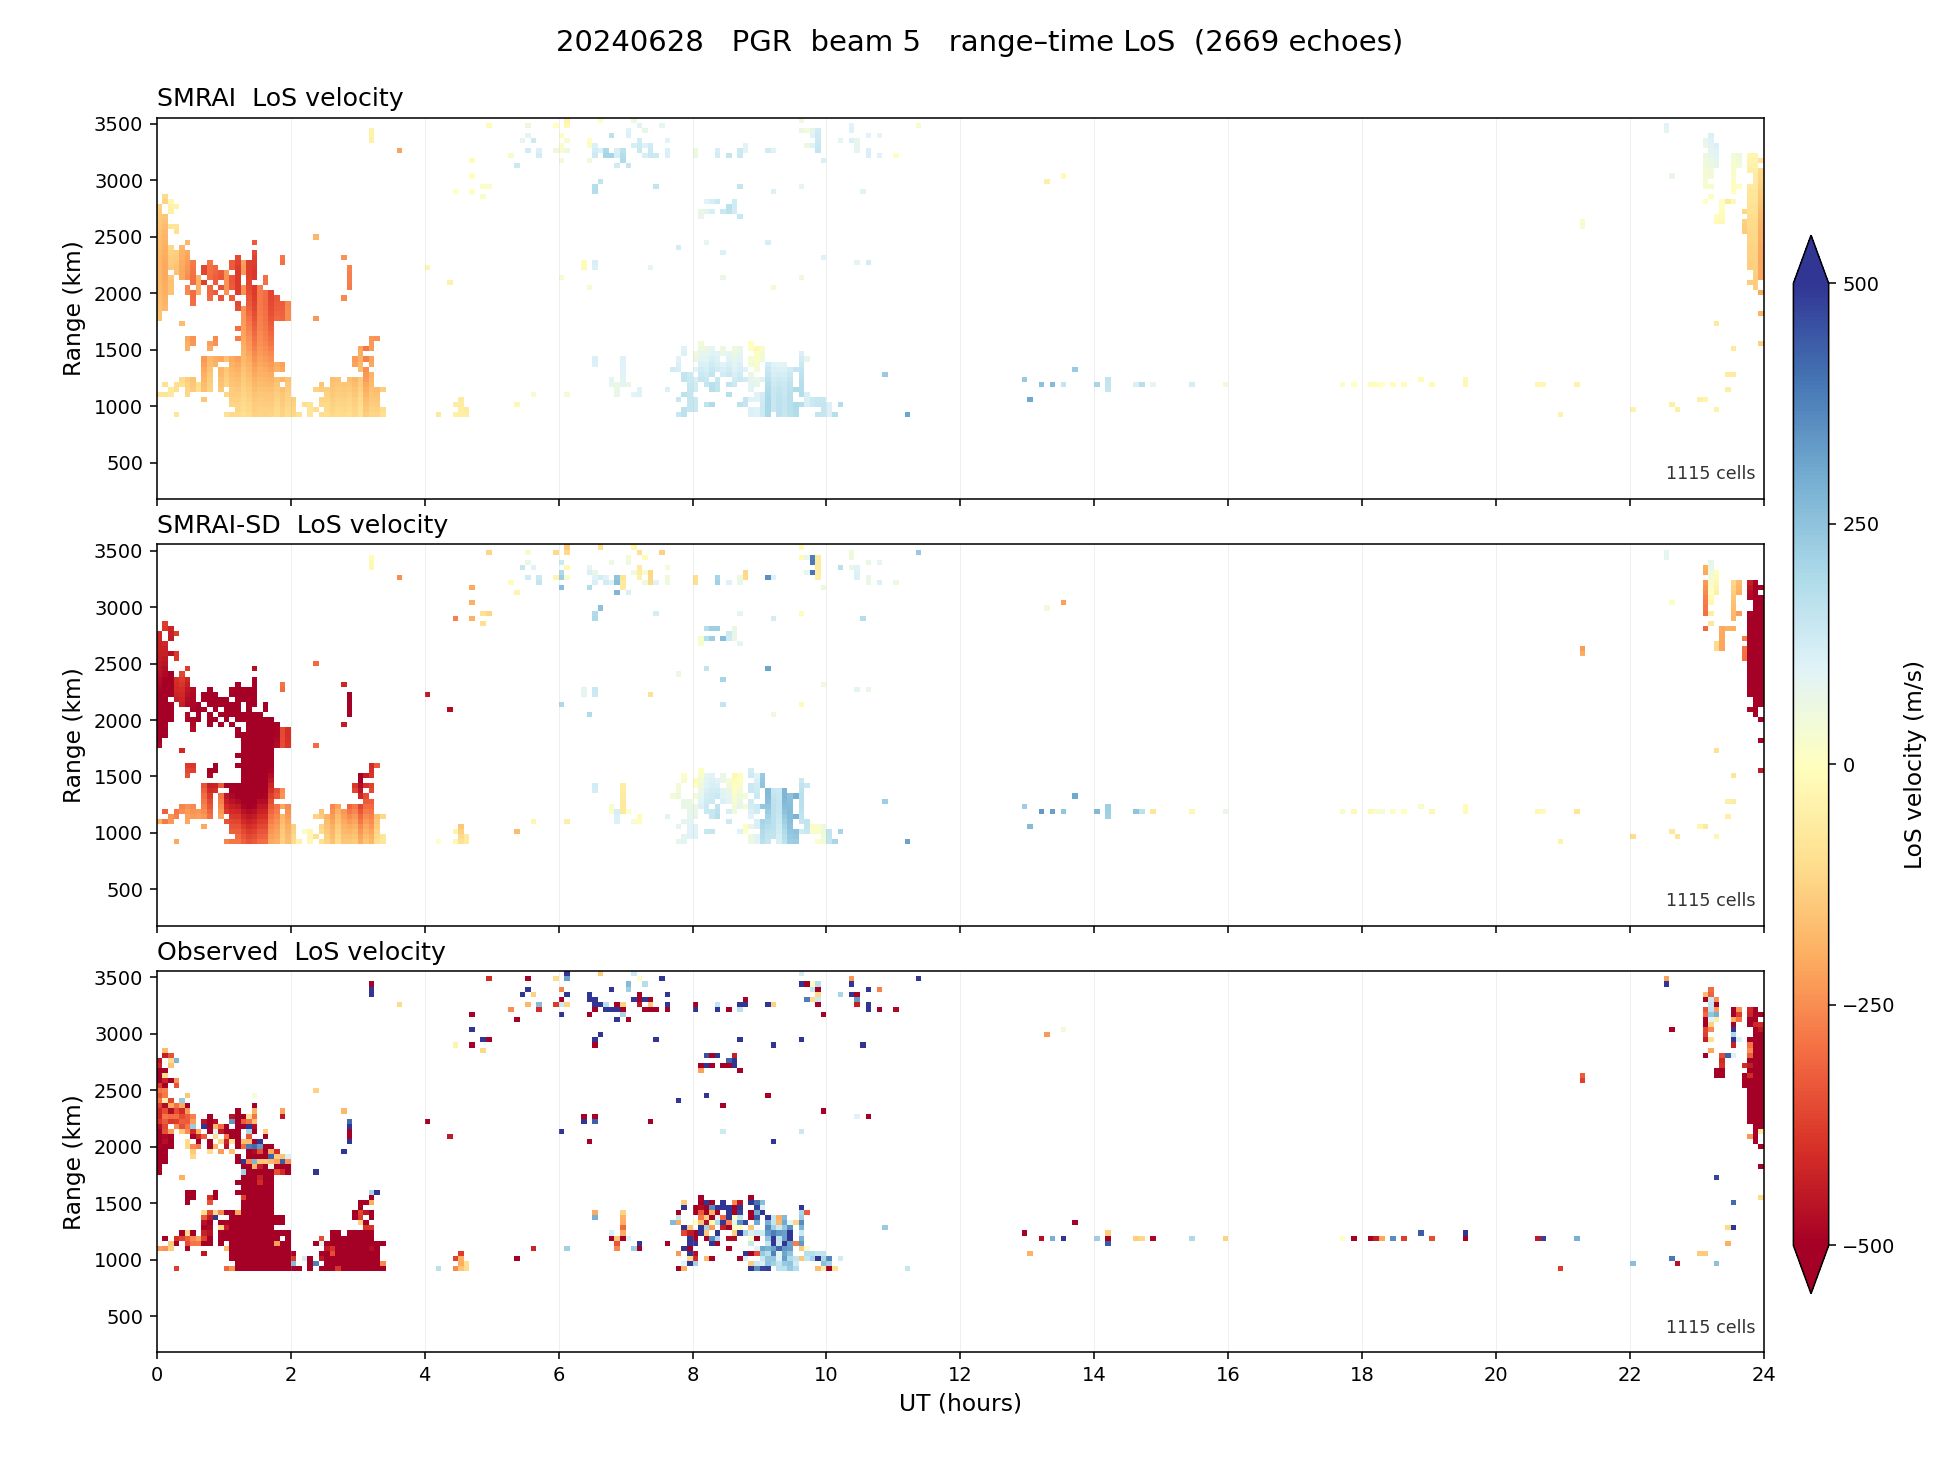 20240628   PGR  beam 5   range–time LoS  (2669 echoes)
SMRAI  LoS velocity
3500
3000
2500
2000
1500
1000
500
Range (km)
1115 cells
SMRAI-SD  LoS velocity
3500
3000
2500
2000
1500
1000
500
Range (km)
1115 cells
Observed  LoS velocity
3500
3000
2500
2000
1500
1000
500
Range (km)
1115 cells
0 2 4 6 8 10 12 14 16 18 20 22 24
UT (hours)
500
250
0
−250
−500
LoS velocity (m/s)